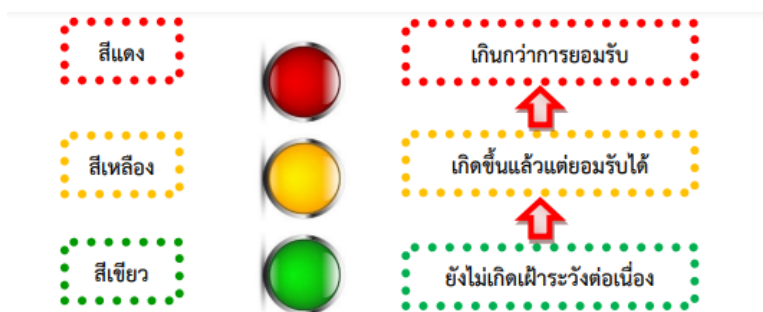 สีแดง
เกินกว่าการยอมรับ
สีเหลือง
เกิดขึ้นแล้วแต่ยอมรับได้
สีเขียว
ยังไม่เกิดเฝ้าระวังต่อเนื่อง